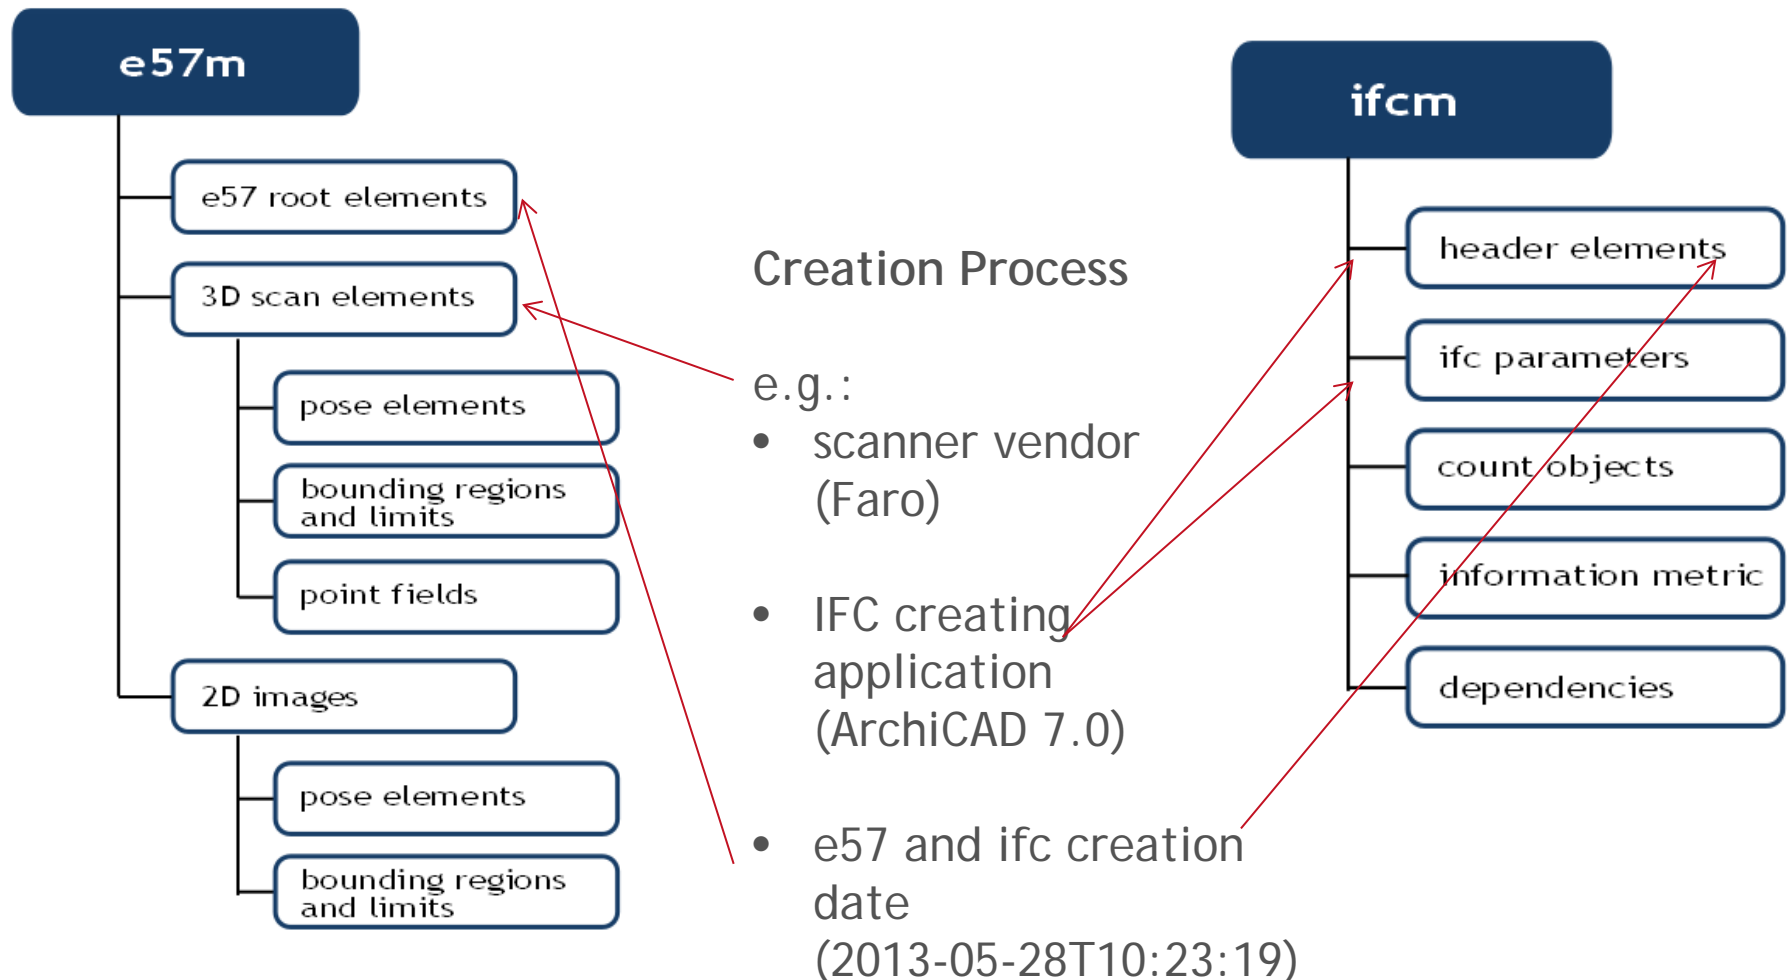 e57m
e57 root elements
3D scan elements
pose elements
bounding regions
and limits
point fields
2D images
pose elements
bounding regions
and limits
Creation Process
e.g.:
• scanner vendor
(Faro)
• IFC creating
application
(ArchiCAD 7.0)
• e57 and ifc creation
date
(2013-05-28T10:23:19)
ifcm
header elements
ifc parameters
count objects
information metric
dependencies